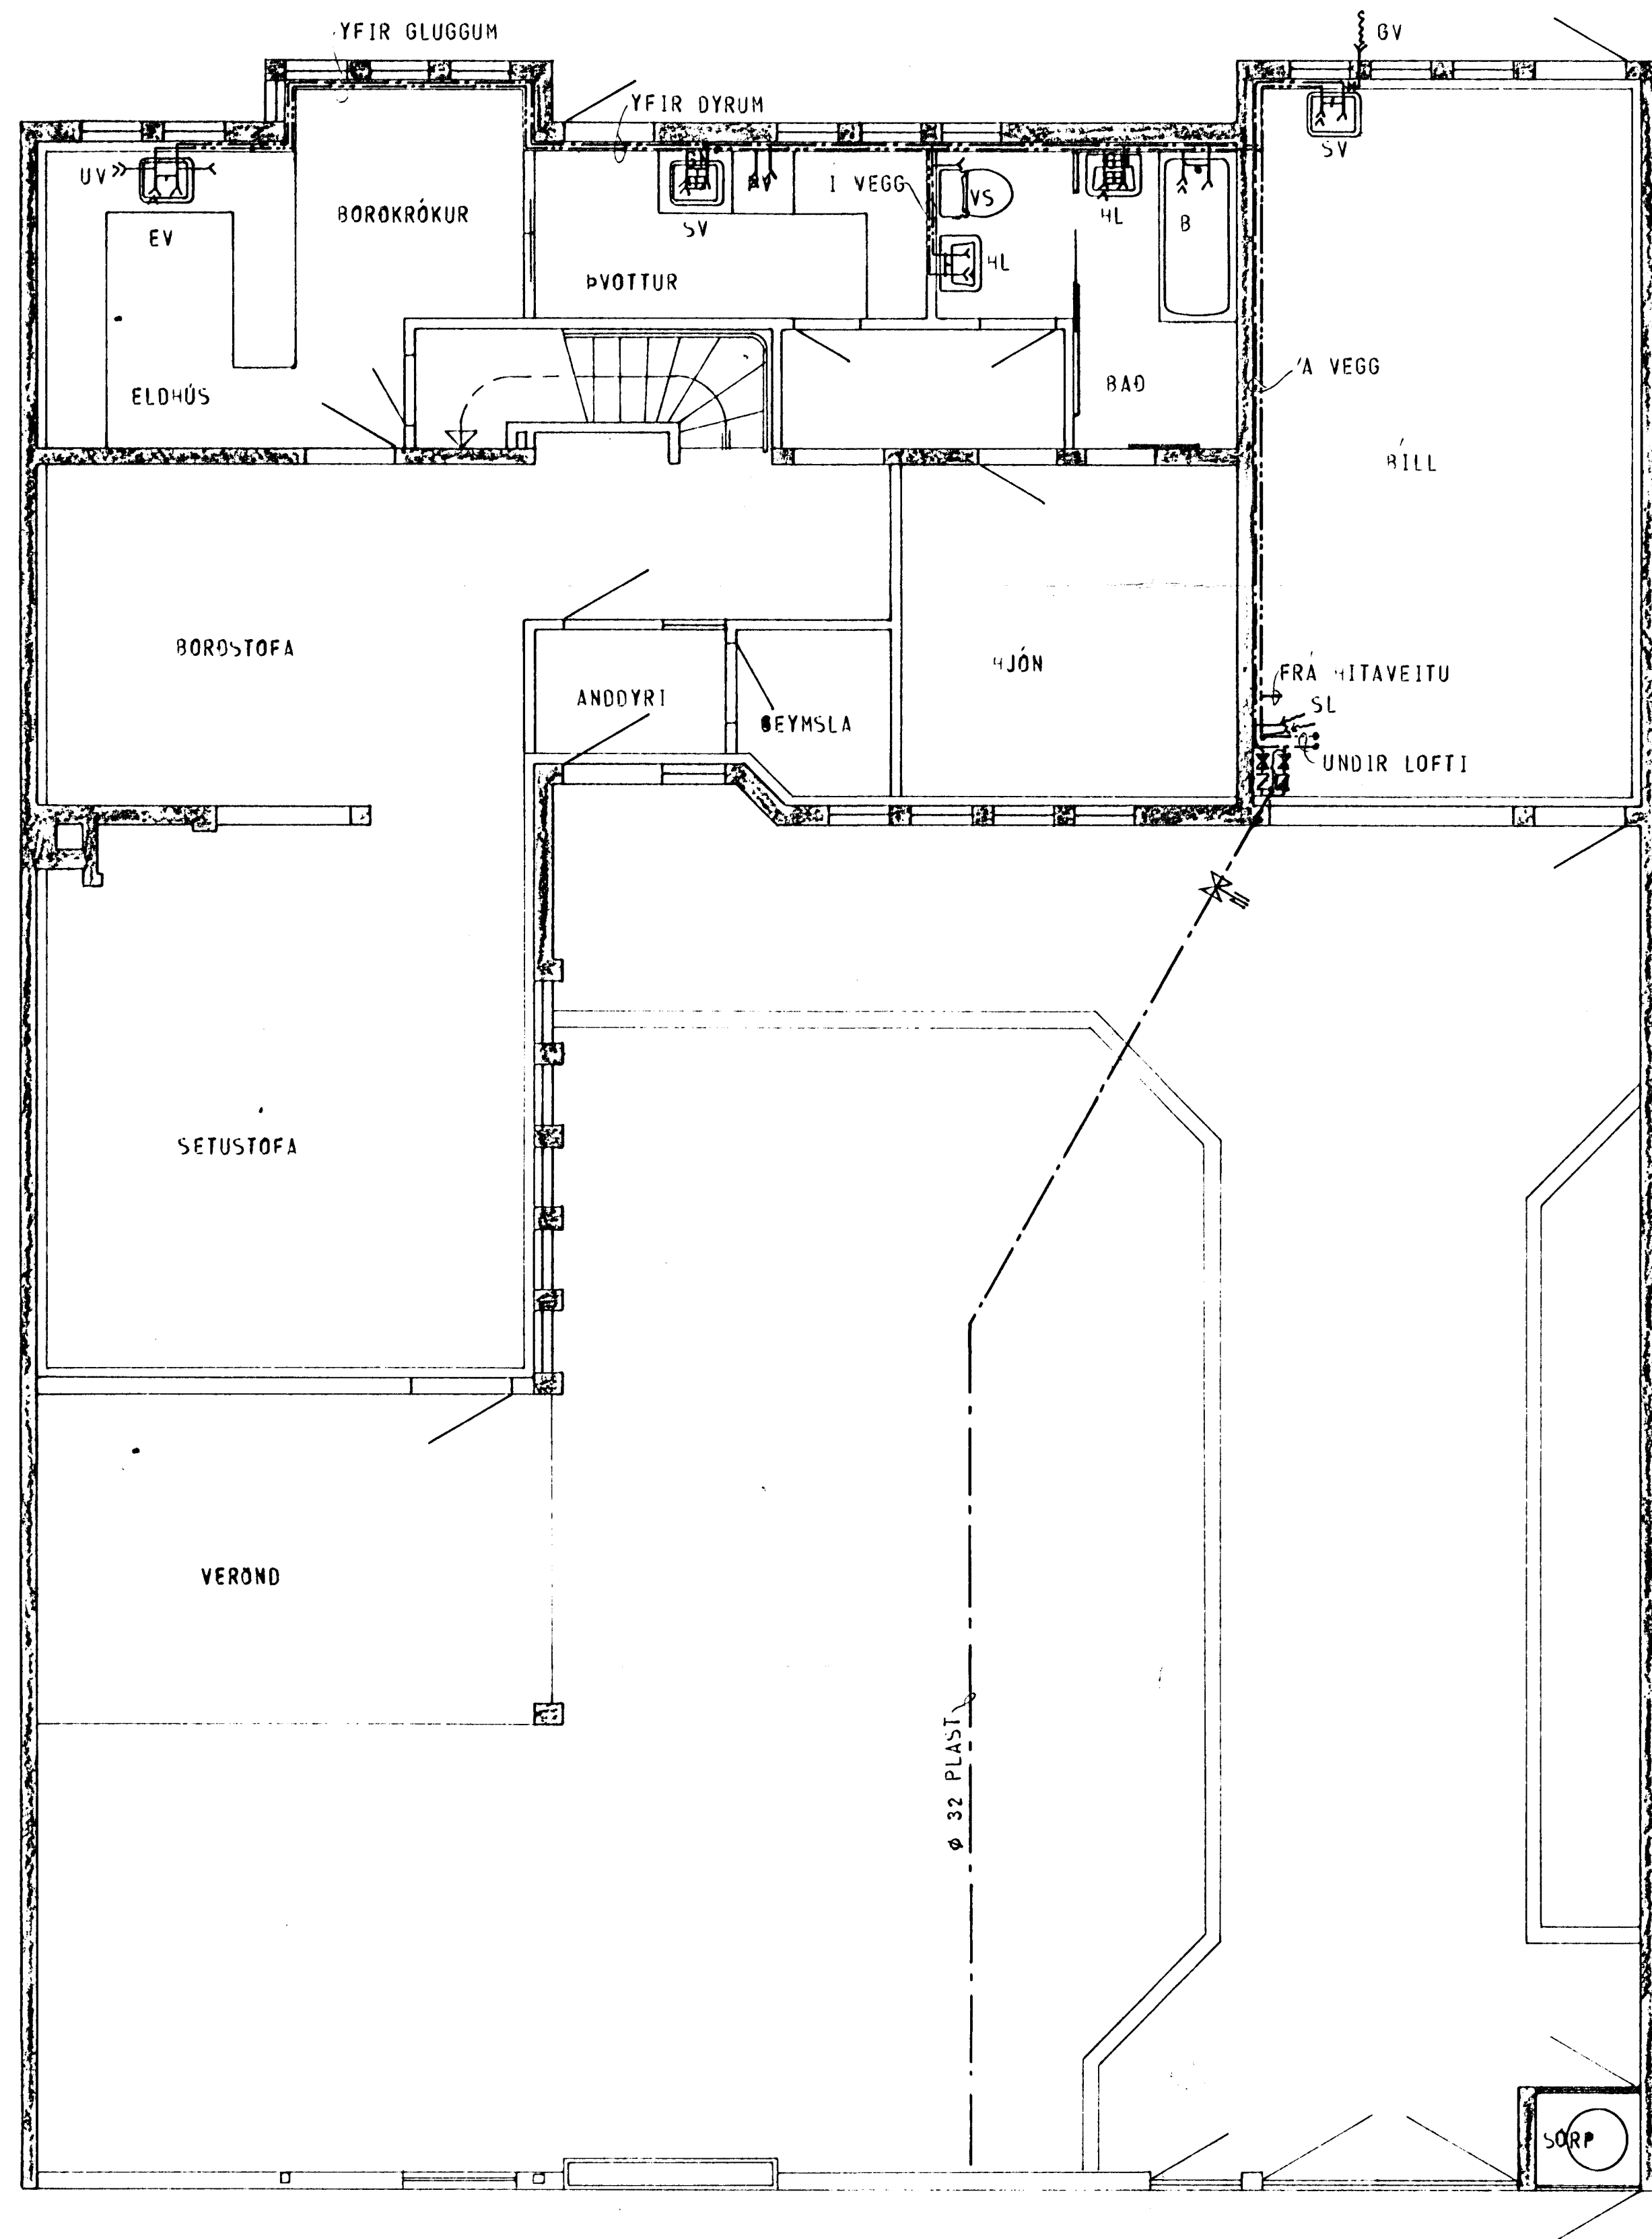 YFIR GLUGGUM
GV
YFIR DYRUM
SV
UV
I VEGG
VS
HL
B
BORÐKRÓKUR
EV
SV
HL
ÞVOTTUR
'A VEGG
ELDHÚS
BAÐ
BÍLL
BORÐSTOFA
HJÓN
FRÁ HITAVEITU
ANDDYRI
GEYMSLA
SL
UNDIR LOFTI
SETUSTOFA
VERÖND
Ø 32 PLAST
SORP